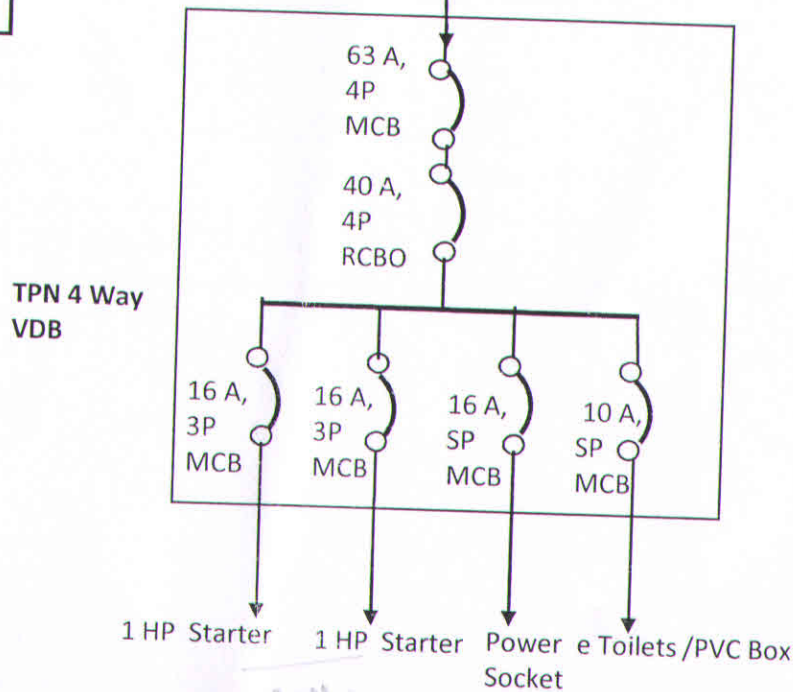 63 A,
4P
MCB
40 A,
4P
RCBO
TPN 4 Way
VDB
16 A,
3P
MCB
16 A,
3P
MCB
16 A,
SP
MCB
10 A,
SP
MCB
1 HP Starter
1 HP Starter
Power
Socket
e Toilets /PVC Box